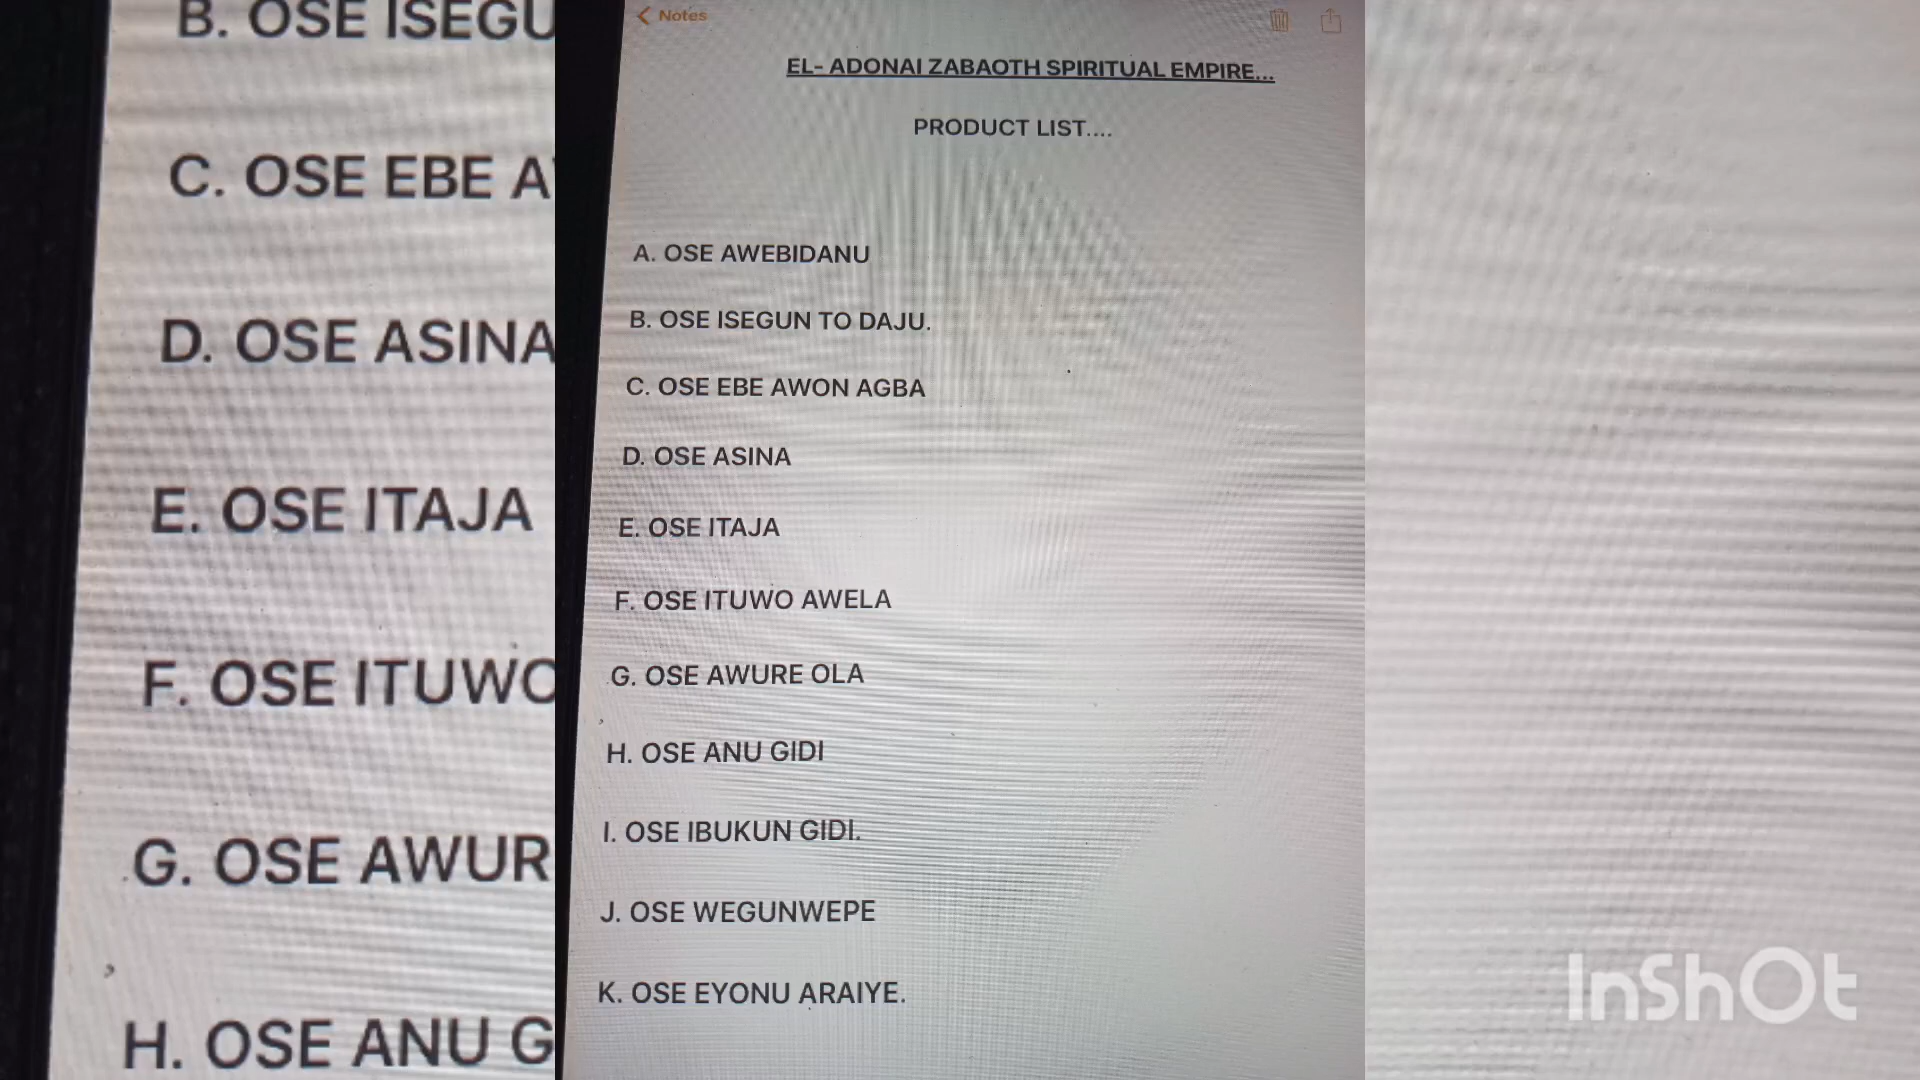 B. OSE ISEGU
C. OSE EBE A
D. OSE ASINA
E. OSE ITAJA
F. OSE ITUWO
G. OSE AWUR
H. OSE ANU G
Notes
EL- ADONAI ZABAOTH SPIRITUAL EMPIRE...
PRODUCT LIST....
A. OSE AWEBIDANU
B. OSE ISEGUN TO DAJU.
C. OSE EBE AWON AGBA
D. OSE ASINA
E. OSE ITAJA
F. OSE ITUWO AWELA
G. OSE AWURE OLA
H. OSE ANU GIDI
I. OSE IBUKUN GIDI.
J. OSE WEGUNWEPE
K. OSE EYONU ARAIYE.
InShOt